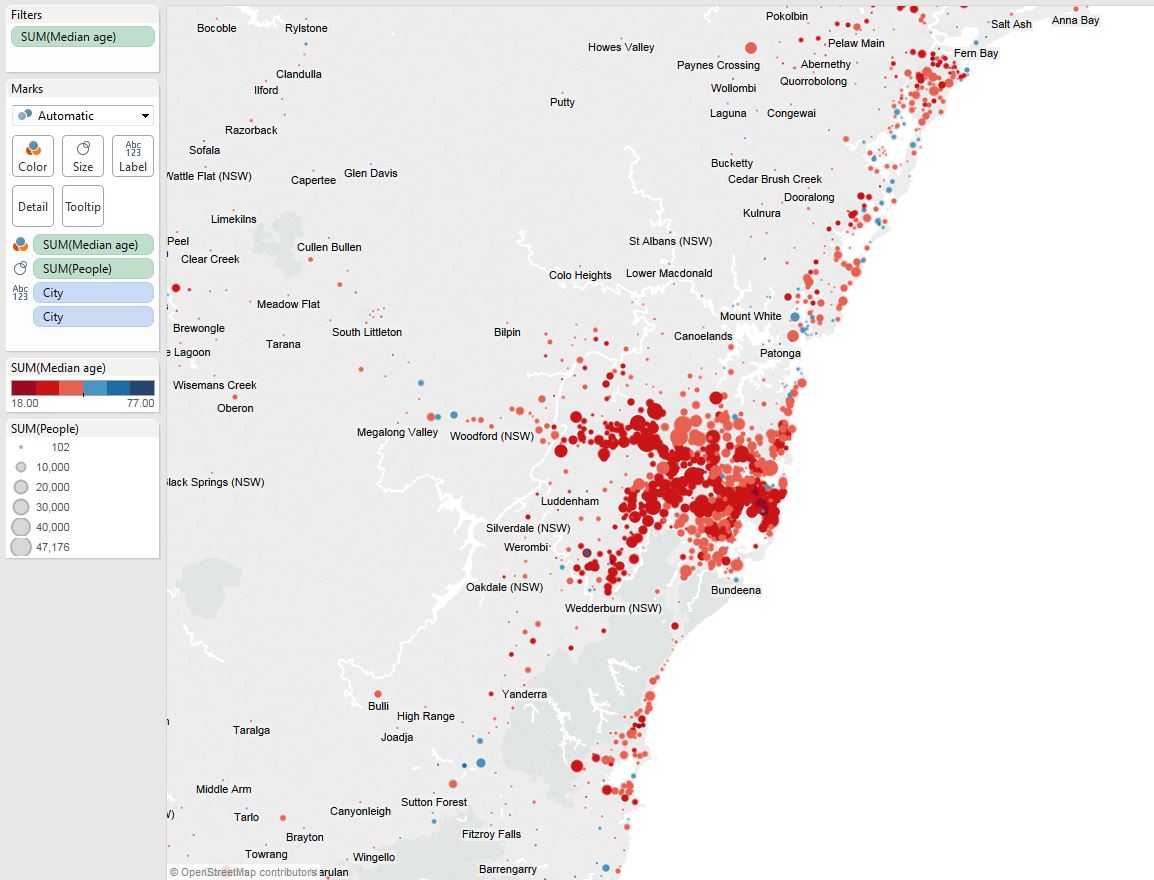 Filters
SUM(Median age)
Marks
Automatic
Color
Size
Abc
123
Label
Detail
Tooltip
SUM(Median age)
SUM(People)
Abc
123
City
City
SUM(Median age)
18.00
77.00
SUM(People)
102
10,000
20,000
30,000
40,000
47,176
Bocoble
Rylstone
Pokolbin
Salt Ash
Anna Bay
Howes Valley
Pelaw Main
Fern Bay
Clandulla
Paynes Crossing
Abernethy
Ilford
Wollombi
Quorrobolong
Putty
Laguna
Congewai
Razorback
Sofala
Bucketty
Wattle Flat (NSW)
Capertee
Glen Davis
Cedar Brush Creek
Dooralong
Limekilns
Kulnura
Peel
Cullen Bullen
St Albans (NSW)
Clear Creek
Colo Heights
Lower Macdonald
Meadow Flat
Mount White
Brewongle
South Littleton
Bilpin
Canoelands
Tarana
e Lagoon
Patonga
Wisemans Creek
Oberon
Megalong Valley
Woodford (NSW)
Black Springs (NSW)
Luddenham
Silverdale (NSW)
Werombi
Oakdale (NSW)
Bundeena
Wedderburn (NSW)
Yanderra
Bulli
High Range
Taralga
Joadja
Middle Arm
Sutton Forest
Canyonleigh
Tarlo
W)
Brayton
Fitzroy Falls
Towrang
Wingello
Barrengarry
© OpenStreetMap contributors
arulan